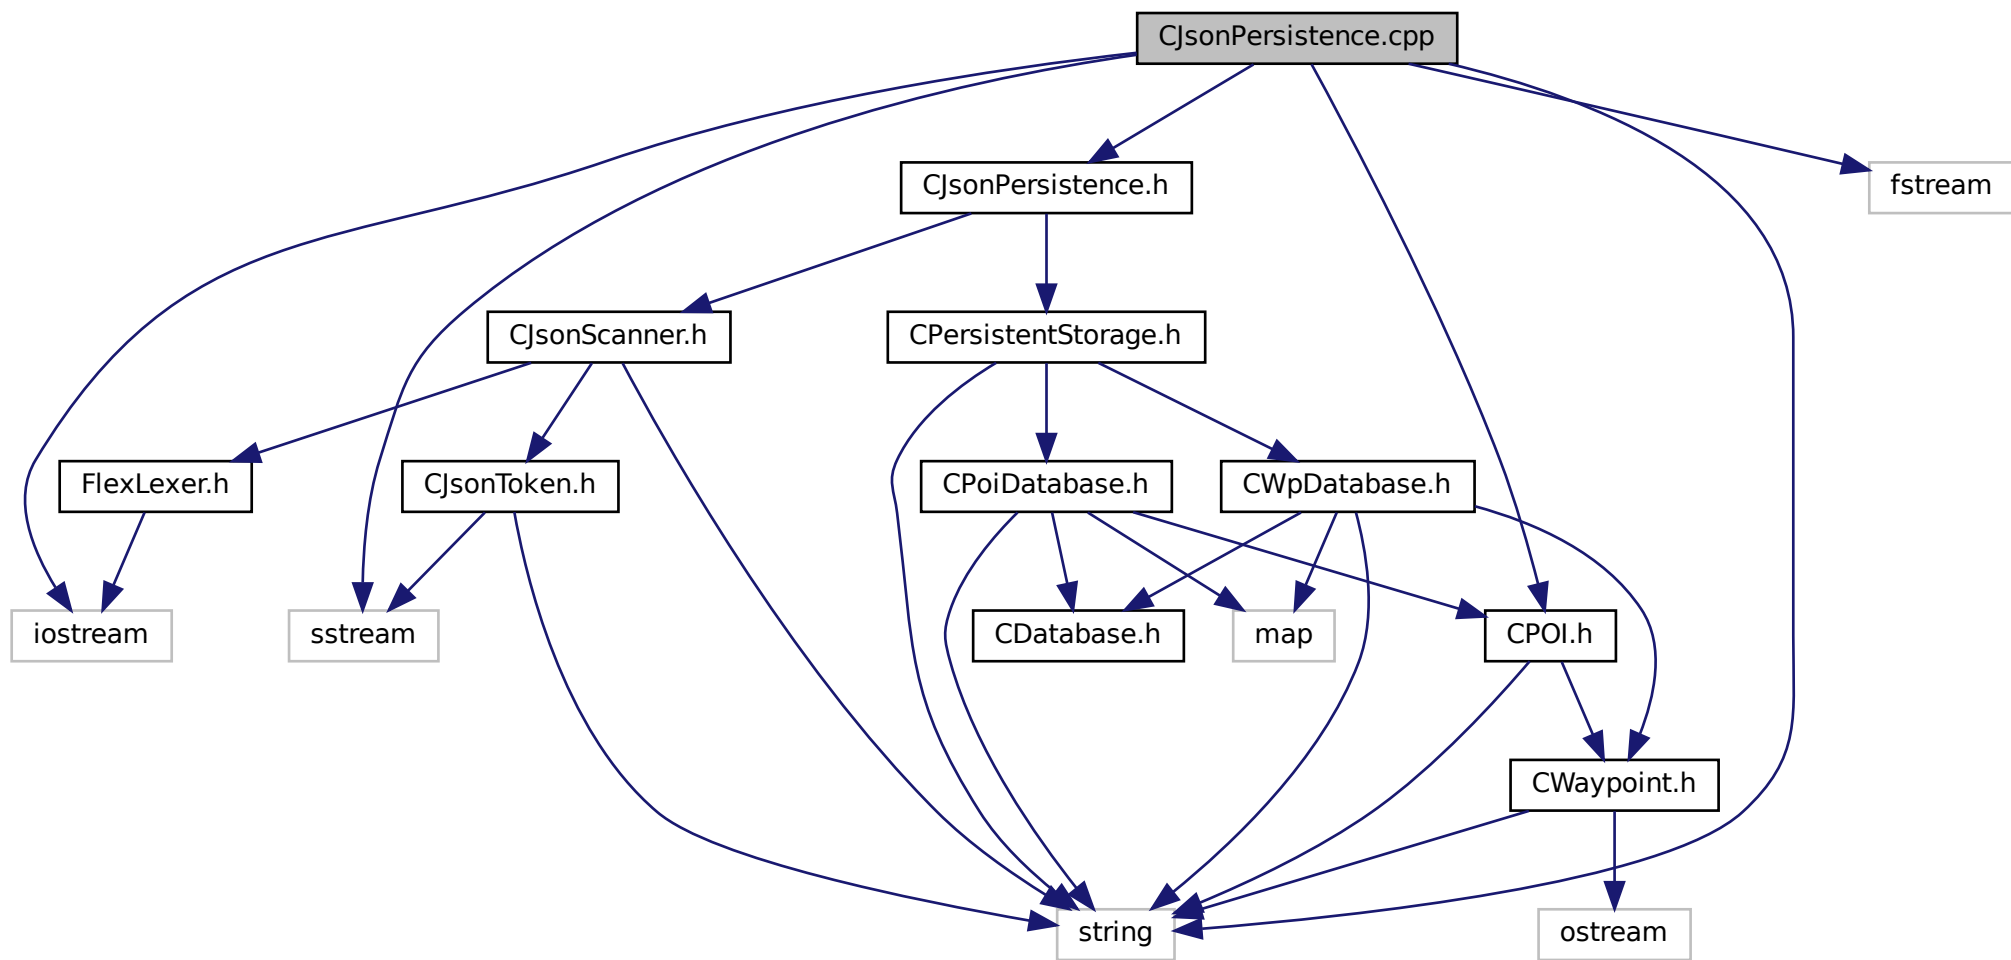 CJsonPersistence.cpp
CJsonPersistence.h
fstream
CJsonScanner.h
CPersistentStorage.h
FlexLexer.h
CJsonToken.h
CPoiDatabase.h
CWpDatabase.h
iostream
sstream
CDatabase.h
map
CPOI.h
CWaypoint.h
string
ostream